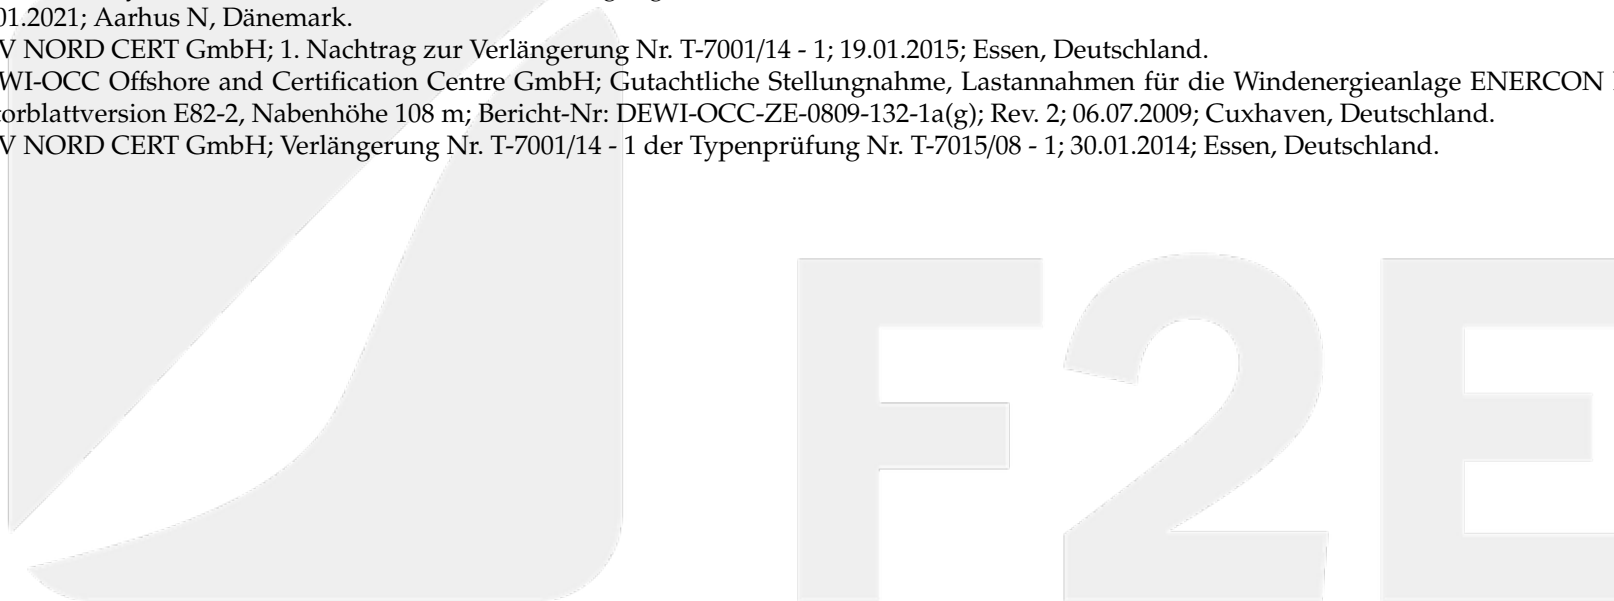 01.2021; Aarhus N, Dänemark.
V NORD CERT GmbH; 1. Nachtrag zur Verlängerung Nr. T-7001/14 - 1; 19.01.2015; Essen, Deutschland.
WI-OCC Offshore and Certification Centre GmbH; Gutachtliche Stellungnahme, Lastannahmen für die Windenergieanlage ENERCON
torblattversion E82-2, Nabenhöhe 108 m; Bericht-Nr: DEWI-OCC-ZE-0809-132-1a(g); Rev. 2; 06.07.2009; Cuxhaven, Deutschland.
V NORD CERT GmbH; Verlängerung Nr. T-7001/14 - 1 der Typenprüfung Nr. T-7015/08 - 1; 30.01.2014; Essen, Deutschland.
F2E